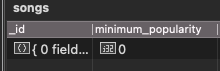 songs
_id minimum_popularity
{ 0 field... 0